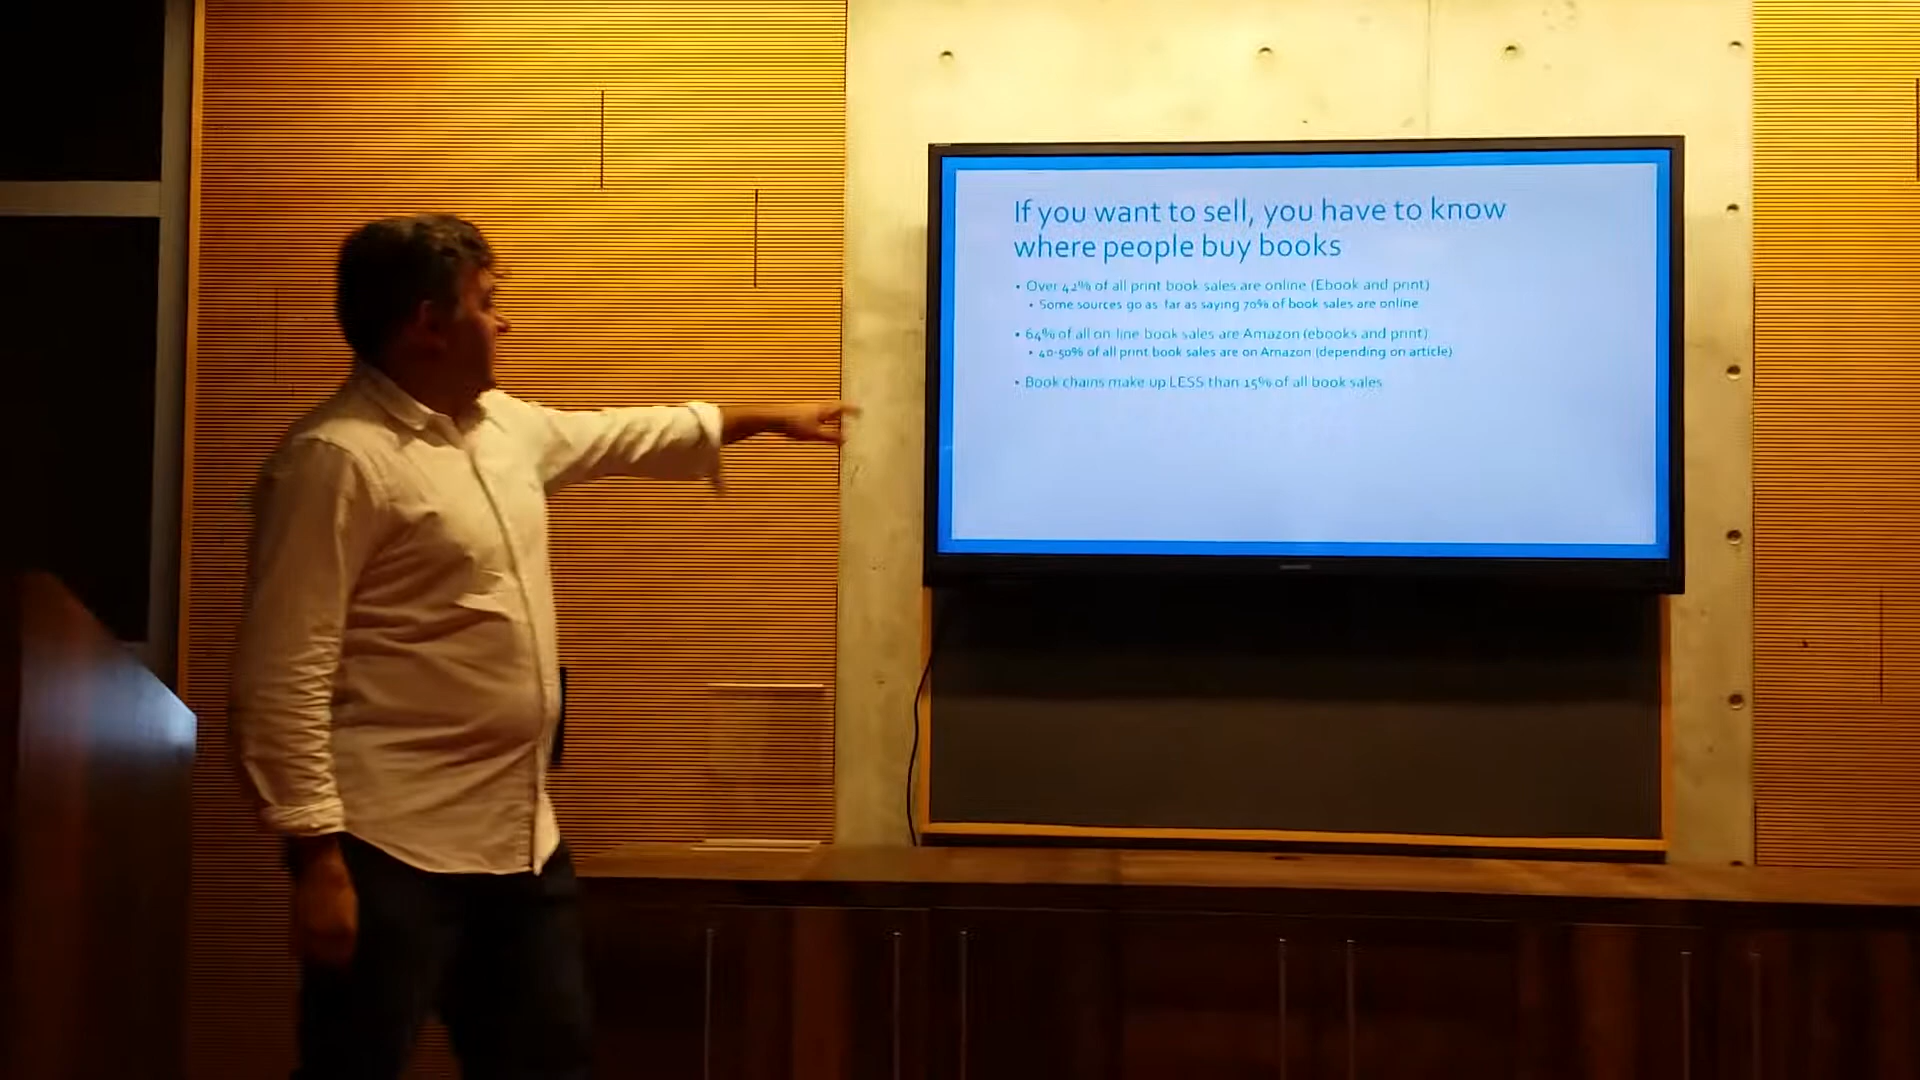 If you want to sell, you have to know
where people buy books
• Over 42% of all print book sales are online (Ebook and print)
• Some sources go as far as saying 70% of book sales are online
• 64% of all on line book sales are Amazon (ebooks and print)
• 40-50% of all print book sales are on Amazon (depending on article)
• Book chains make up LESS than 15% of all book sales